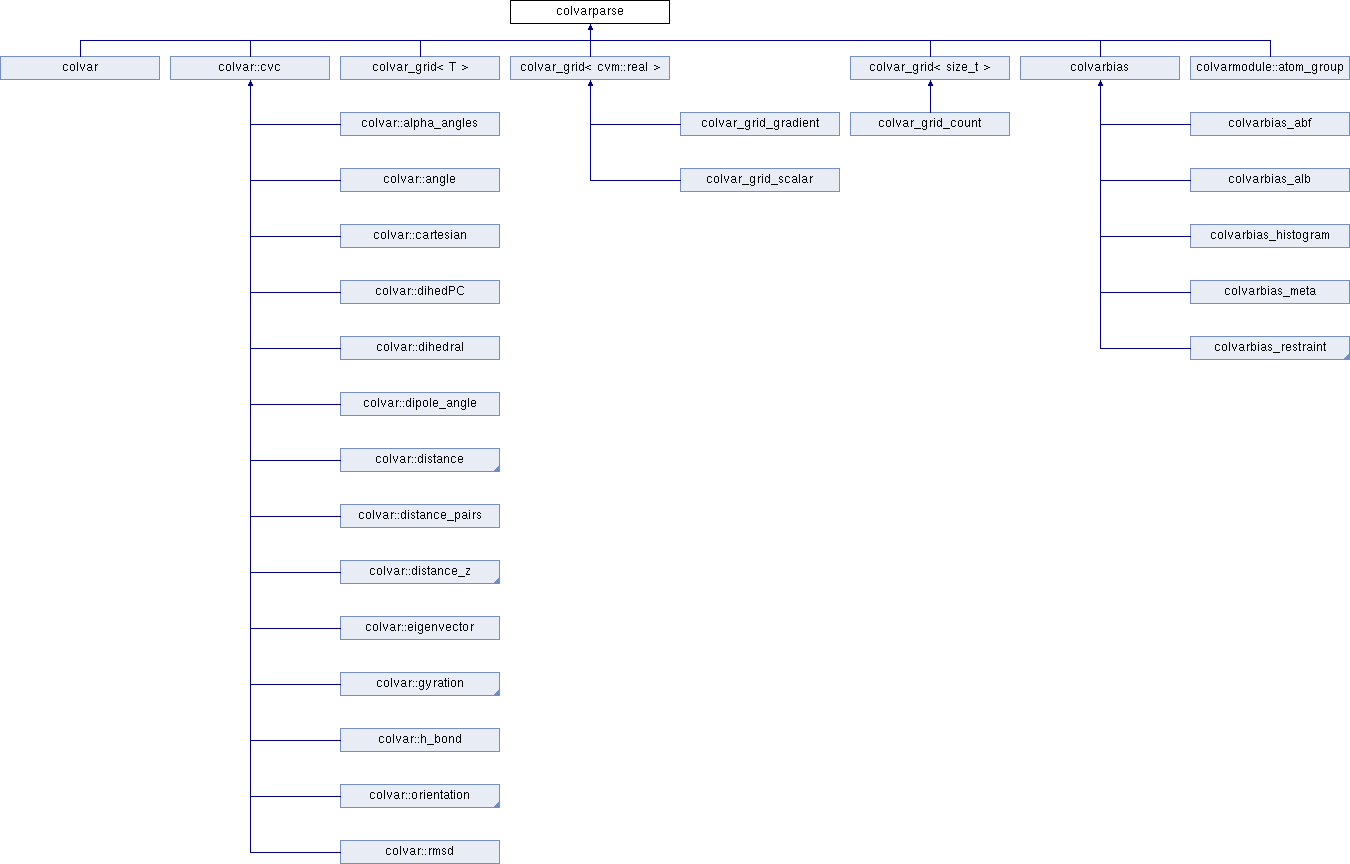 colvarparse
colvar
colvar::cvc
colvar_grid< T >
colvar_grid< cvm::real >
colvar_grid< size_t >
colvarbias
colvarmodule::atom_group
colvar::alpha_angles
colvar_grid_gradient
colvar_grid_count
colvarbias_abf
colvar::angle
colvar_grid_scalar
colvarbias_alb
colvar::cartesian
colvarbias_histogram
colvar::dihedPC
colvarbias_meta
colvar::dihedral
colvarbias_restraint
colvar::dipole_angle
colvar::distance
colvar::distance_pairs
colvar::distance_z
colvar::eigenvector
colvar::gyration
colvar::h_bond
colvar::orientation
colvar::rmsd